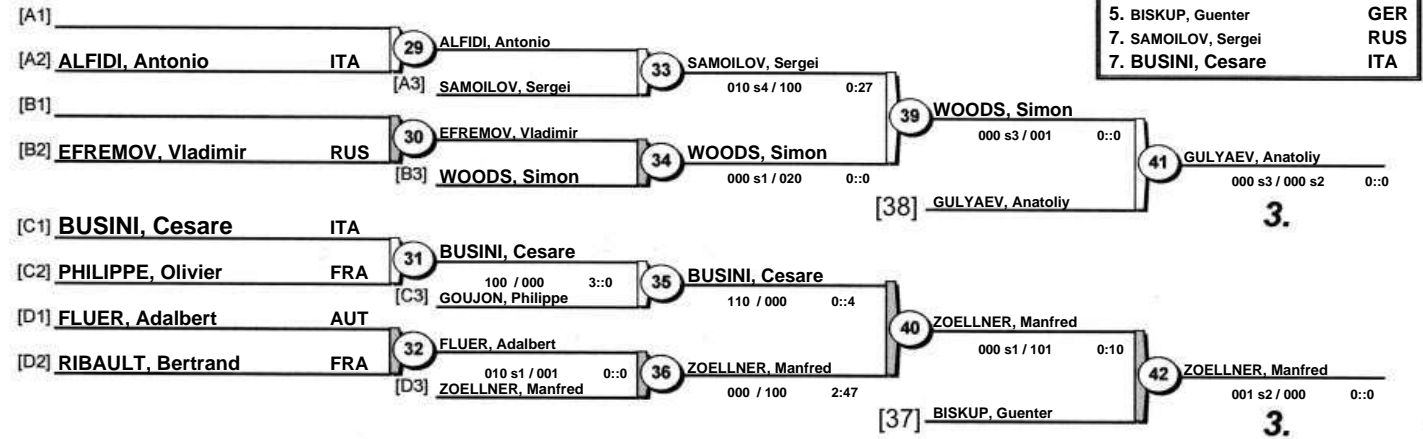 5. BISKUP, Guenter GER
7. SAMOILOV, Sergei RUS
7. BUSINI, Cesare ITA
[A1]
[A2] ALFIDI, Antonio ITA
29
ALFIDI, Antonio
[A3] SAMOILOV, Sergei
33
SAMOILOV, Sergei
010 s4 / 100 0:27
[B1]
[B2] EFREMOV, Vladimir RUS
30
EFREMOV, Vladimir
[B3] WOODS, Simon
34
WOODS, Simon
000 s1 / 020 0::0
39
WOODS, Simon
000 s3 / 001 0::0
[38] GULYAEV, Anatoliy
41
GULYAEV, Anatoliy
000 s3 / 000 s2 0::0
3.
[C1] BUSINI, Cesare ITA
[C2] PHILIPPE, Olivier FRA
31
BUSINI, Cesare
100 / 000 3::0
[C3] GOUJON, Philippe
35
BUSINI, Cesare
110 / 000 0::4
[D1] FLUER, Adalbert AUT
[D2] RIBAULT, Bertrand FRA
32
FLUER, Adalbert
010 s1 / 001 0::0
[D3] ZOELLNER, Manfred
36
ZOELLNER, Manfred
000 / 100 2:47
40
ZOELLNER, Manfred
000 s1 / 101 0:10
[37] BISKUP, Guenter
42
ZOELLNER, Manfred
001 s2 / 000 0::0
3.